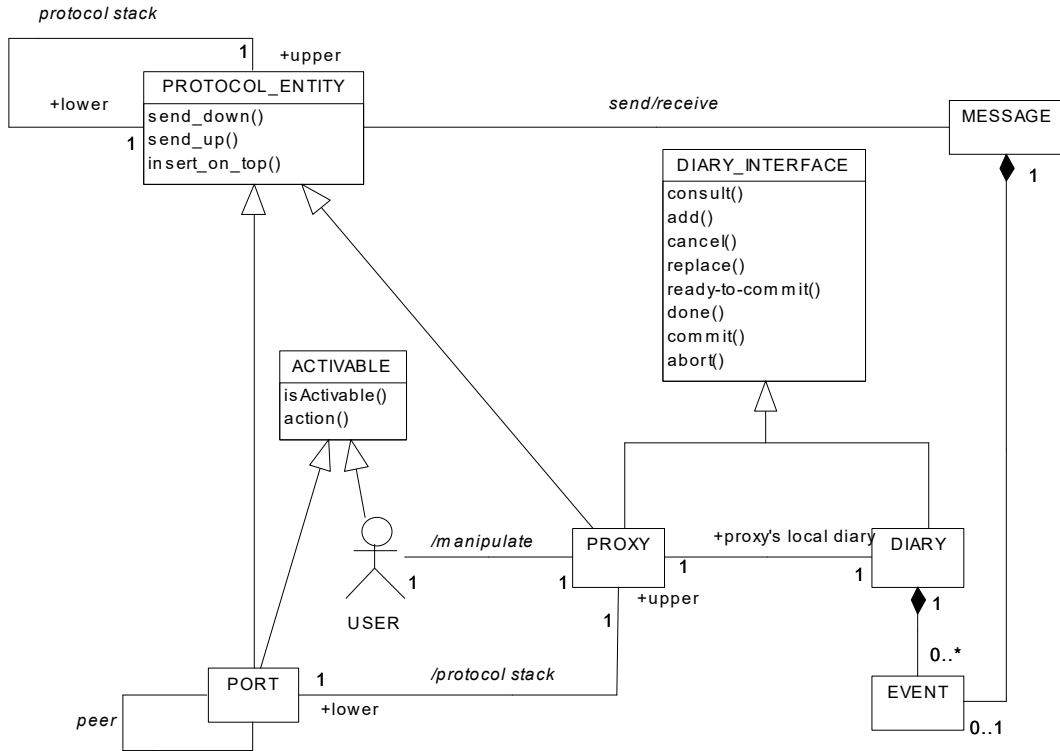 protocol stack
1
+upper
PROTOCOL_ENTITY
+lower
1
send_down()
send_up()
insert_on_top()
send/receive
MESSAGE
1
DIARY_INTERFACE
consult()
add()
cancel()
replace()
ready-to-commit()
done()
commit()
abort()
ACTIVABLE
isActivable()
action()
USER
/manipulate
1
1
PROXY
+proxy's local diary
1
1
DIARY
+upper
1
1
0..*
EVENT
0..1
PORT
1
+lower
/protocol stack
peer